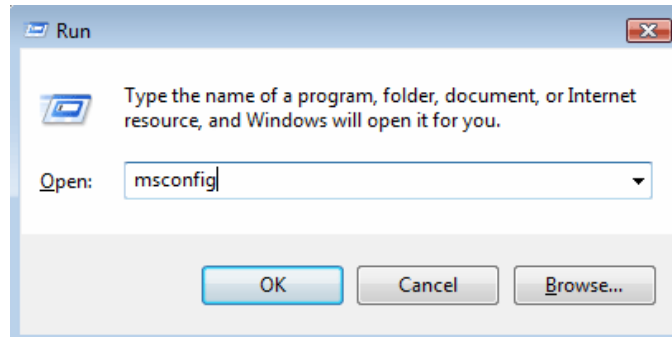 Run
Type the name of a program, folder, document, or Internet
resource, and Windows will open it for you.
Open: msconfig
OK Cancel Browse...